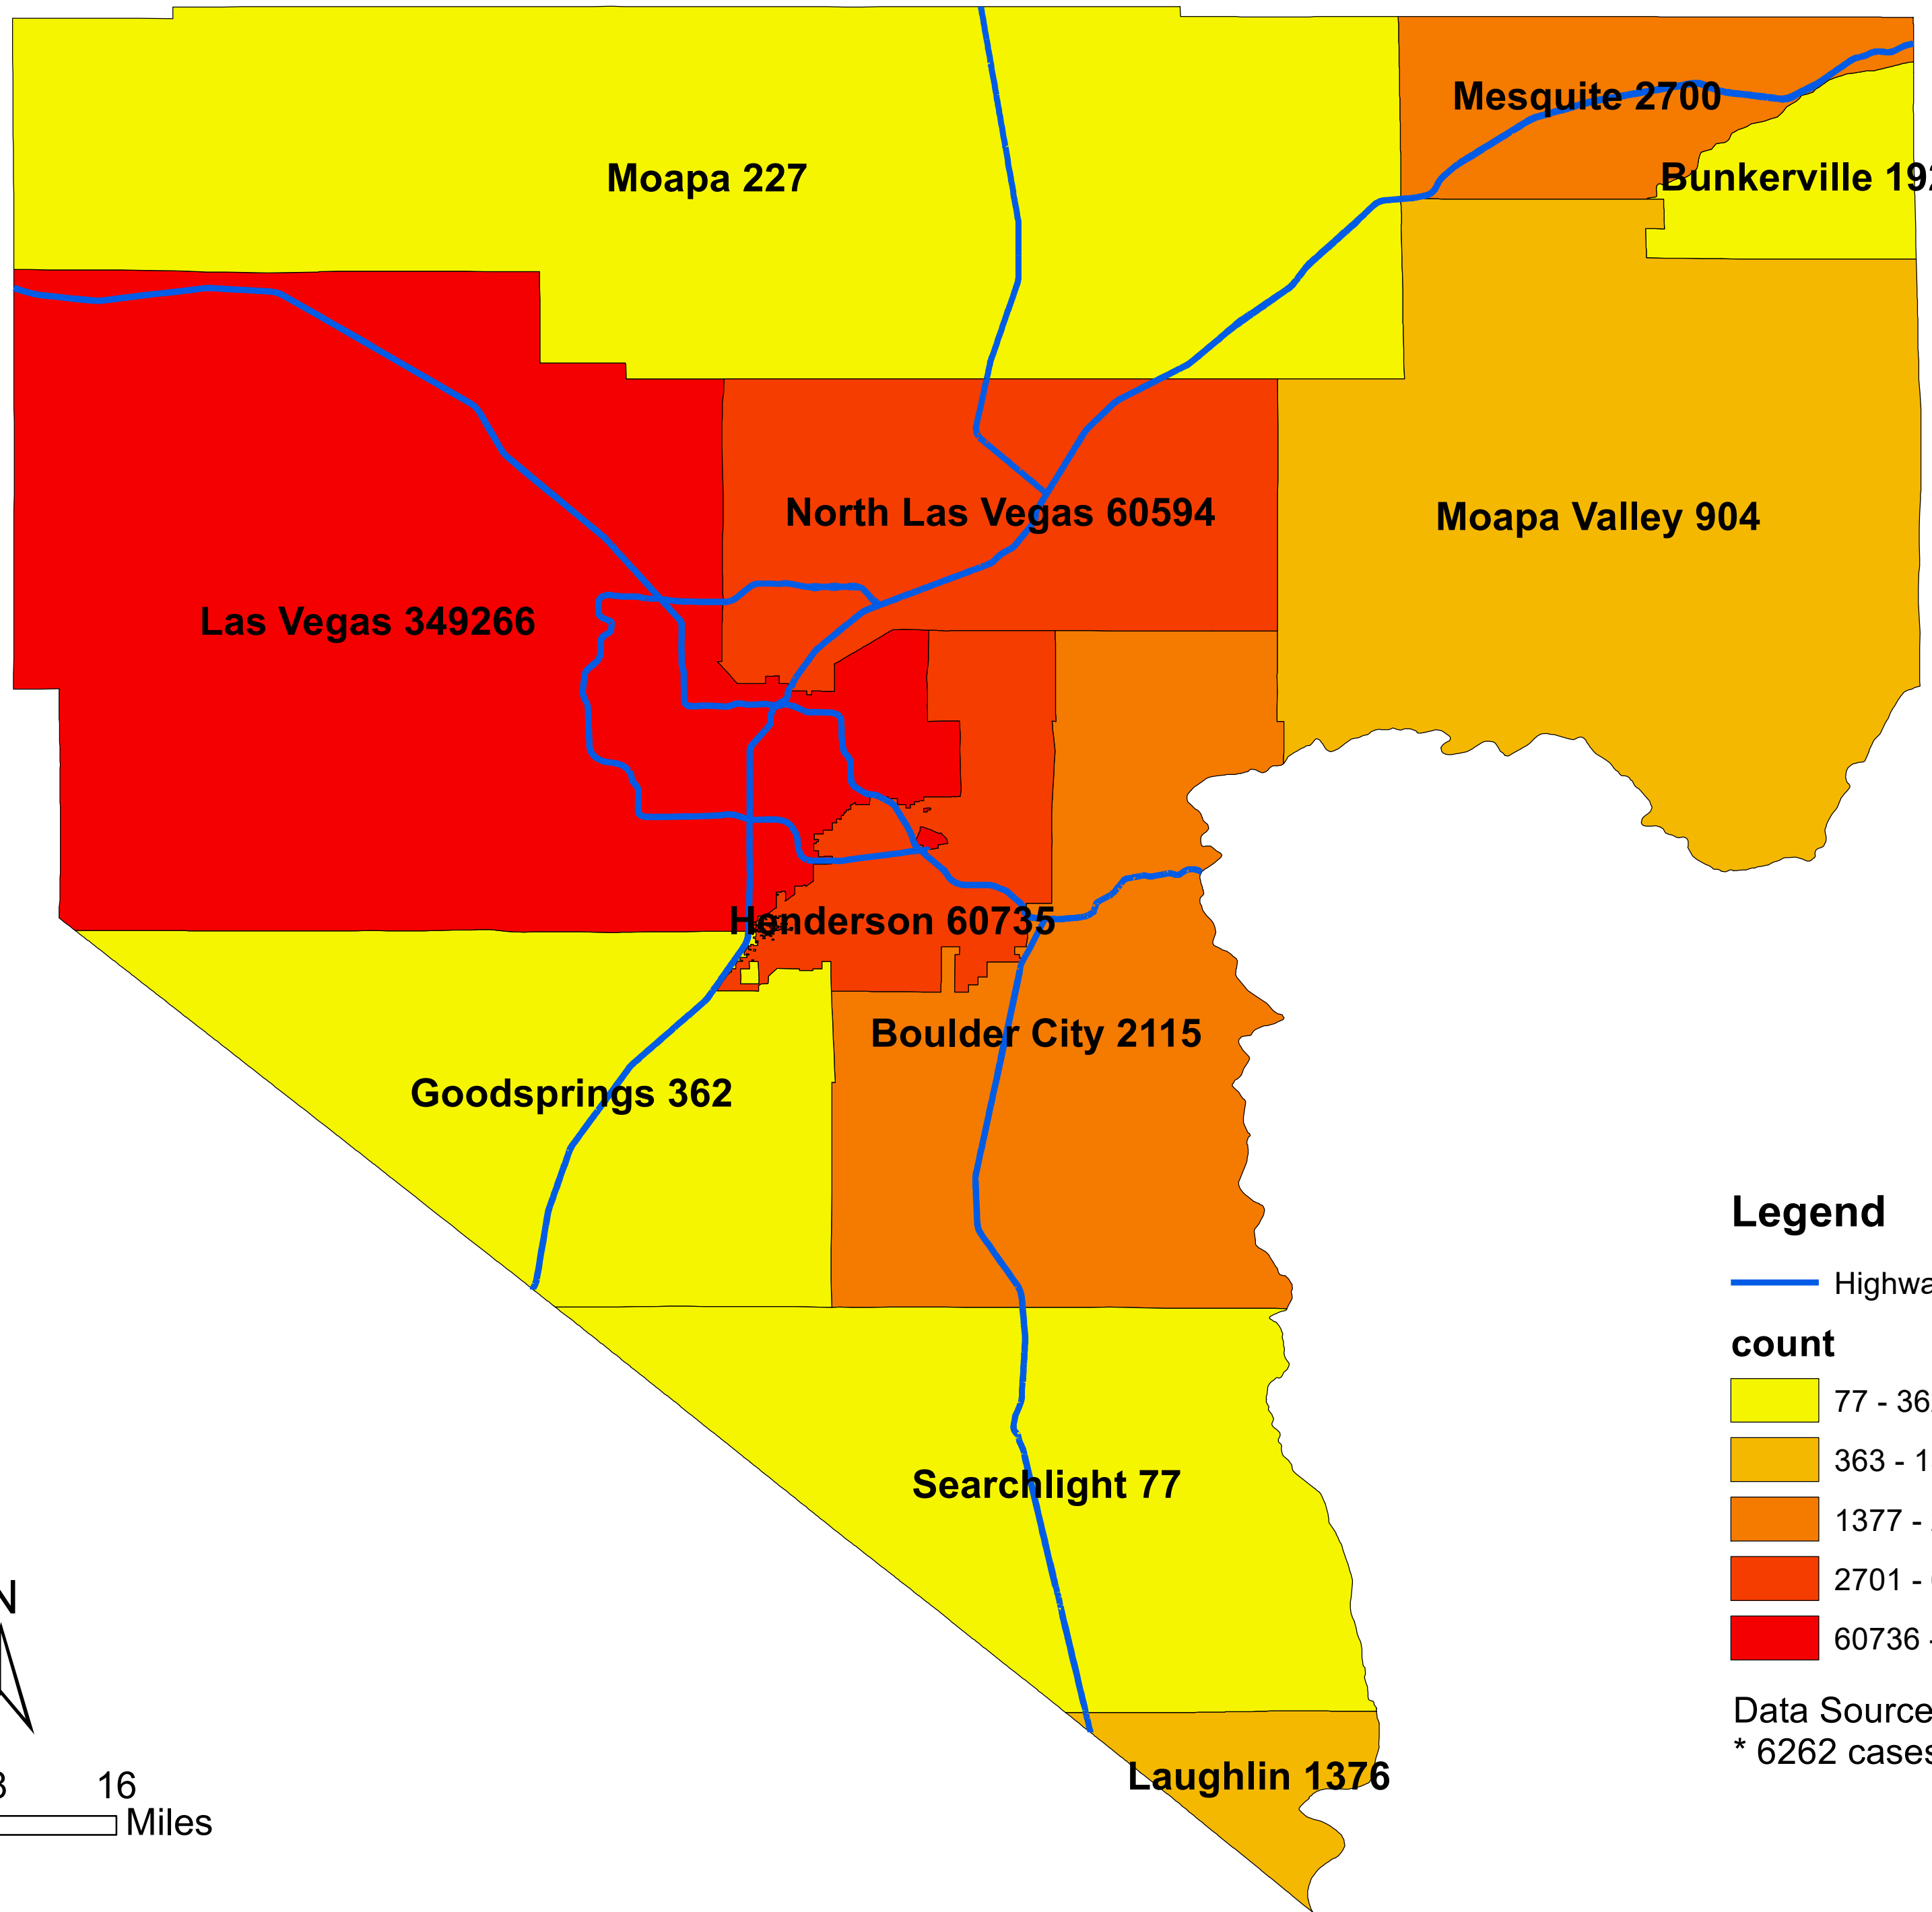 Mesquite 2700
Moapa 227
Bunkerville 192
North Las Vegas 60594
Moapa Valley 904
Las Vegas 349266
Henderson 60735
Boulder City 2115
Goodsprings 362
Searchlight 77
Laughlin 1376
Legend
count
77 - 36
363 - 1
1377 -
2701 -
60736 -
Data Source
* 6262 cases
N
16
Miles